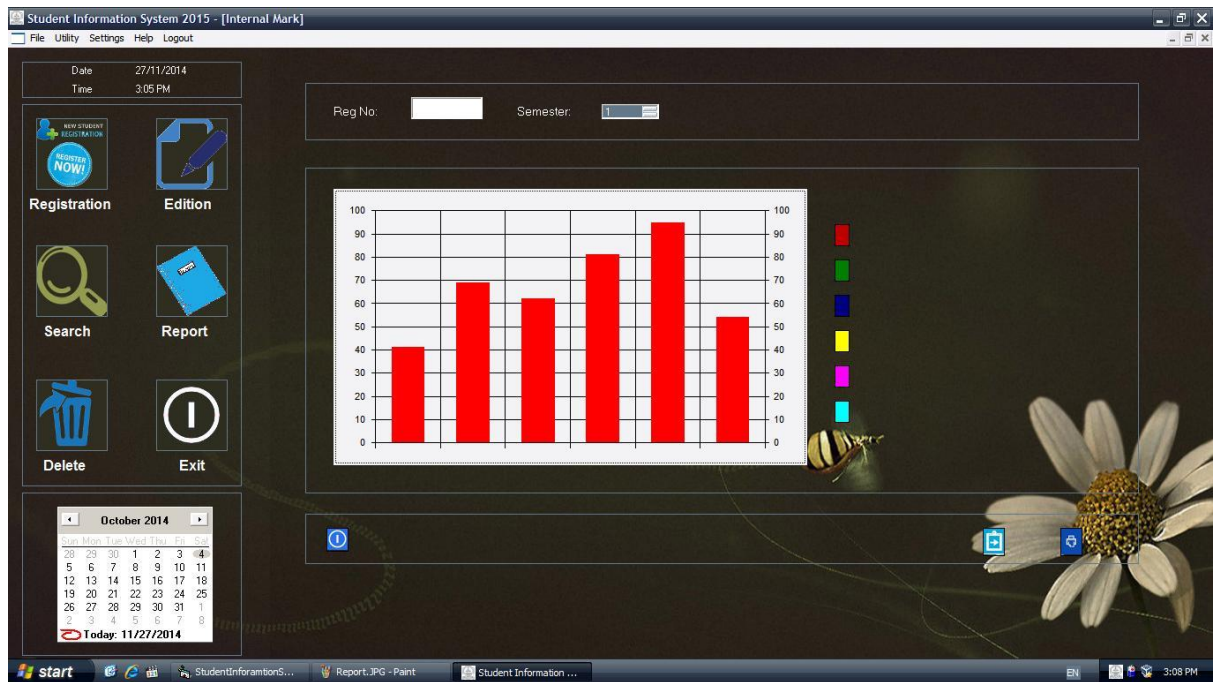 Student Information System 2015 - [Internal Mark]
File Utility Settings Help Logout
Date 27/11/2014
Time 3:05 PM
Reg No: Semester: 1
NEW STUDENT
REGISTRATION
REGISTER
NOW!
Registration Edition
Search Report
Delete Exit
100 100
90 90
80 80
70 70
60 60
50 50
40 40
30 30
20 20
10 10
0 0
October 2014
Sun Mon Tue Wed Thu Fri Sat
28 29 30 1 2 3 4
5 6 7 8 9 10 11
12 13 14 15 16 17 18
19 20 21 22 23 24 25
26 27 28 29 30 31 1
2 3 4 5 6 7 8
Today: 11/27/2014
start StudentInforamtionS... Report.JPG - Paint Student Information ... EN 3:08 PM